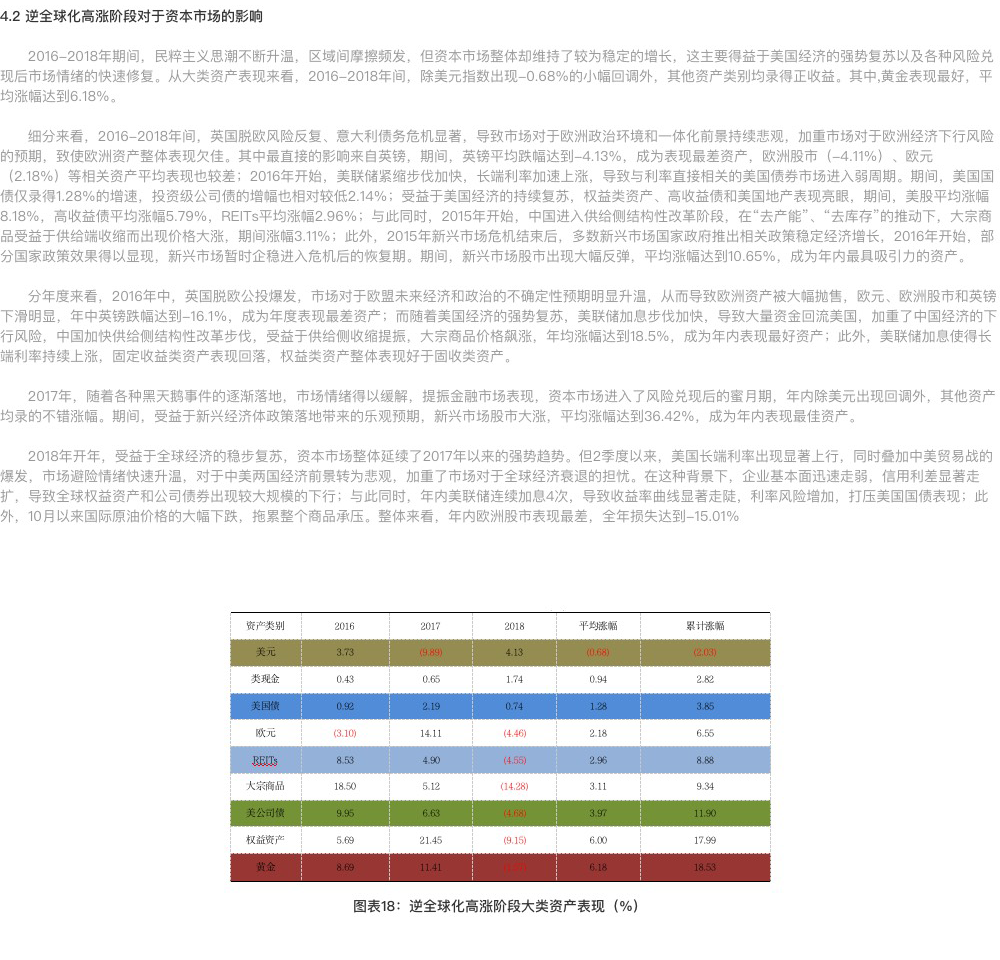 4.2 逆全球化高涨阶段对于资本市场的影响
2016-2018年期间，民粹主义思潮不断升温，区域间摩擦频发，但资本市场整体却维持了较为稳定的增长，这主要得益于美国经济的强势复苏以及各种风险兑
现后市场情绪的快速修复。从大类资产表现来看，2016-2018年间，除美元指数出现-0.68%的小幅回调外，其他资产类别均录得正收益。其中,黄金表现最好，平
均涨幅达到6.18%。
细分来看，2016-2018年间，英国脱欧风险反复、意大利债务危机显著，导致市场对于欧洲政治环境和一体化前景持续悲观，加重市场对于欧洲经济下行风险
的预期，致使欧洲资产整体表现欠佳。其中最直接的影响来自英镑，期间，英镑平均跌幅达到-4.13%，成为表现最差资产，欧洲股市（-4.11%）、欧元
（2.18%）等相关资产平均表现也较差；2016年开始，美联储紧缩步伐加快，长端利率加速上涨，导致与利率直接相关的美国债券市场进入弱周期。期间，美国国
债仅录得1.28%的增速，投资级公司债的增幅也相对较低2.14%；受益于美国经济的持续复苏，权益类资产、高收益债和美国地产表现亮眼，期间，美股平均涨幅
8.18%，高收益债平均涨幅5.79%，REITs平均涨幅2.96%；与此同时，2015年开始，中国进入供给侧结构性改革阶段，在“去产能”、“去库存”的推动下，大宗商
品受益于供给端收缩而出现价格大涨，期间涨幅3.11%；此外，2015年新兴市场危机结束后，多数新兴市场国家政府推出相关政策稳定经济增长，2016年开始，部
分国家政策效果得以显现，新兴市场暂时企稳进入危机后的恢复期。期间，新兴市场股市出现大幅反弹，平均涨幅达到10.65%，成为年内最具吸引力的资产。
分年度来看，2016年中，英国脱欧公投爆发，市场对于欧盟未来经济和政治的不确定性预期明显升温，从而导致欧洲资产被大幅抛售，欧元、欧洲股市和英镑
下滑明显，年中英镑跌幅达到-16.1%，成为年度表现最差资产；而随着美国经济的强势复苏，美联储加息步伐加快，导致大量资金回流美国，加重了中国经济的下
行风险，中国加快供给侧结构性改革步伐，受益于供给侧收缩提振，大宗商品价格飙涨，年均涨幅达到18.5%，成为年内表现最好资产；此外，美联储加息使得长
端利率持续上涨，固定收益类资产表现回落，权益类资产整体表现好于固收类资产。
2017年，随着各种黑天鹅事件的逐渐落地，市场情绪得以缓解，提振金融市场表现，资本市场进入了风险兑现后的蜜月期，年内除美元出现回调外，其他资产
均录的不错涨幅。期间，受益于新兴经济体政策落地带来的乐观预期，新兴市场股市大涨，平均涨幅达到36.42%，成为年内表现最佳资产。
2018年开年，受益于全球经济的稳步复苏，资本市场整体延续了2017年以来的强势趋势。但2季度以来，美国长端利率出现显著上行，同时叠加中美贸易战的
爆发，市场避险情绪快速升温，对于中美两国经济前景转为悲观，加重了市场对于全球经济衰退的担忧。在这种背景下，企业基本面迅速走弱，信用利差显著走
扩，导致全球权益资产和公司债券出现较大规模的下行；与此同时，年内美联储连续加息4次，导致收益率曲线显著走陡，利率风险增加，打压美国国债表现；此
外，10月以来国际原油价格的大幅下跌，拖累整个商品承压。整体来看，年内欧洲股市表现最差，全年损失达到-15.01%
资产类别 2016 2017 2018 平均涨幅 累计涨幅
美元 3.73 (9.89) 4.13 (0.68) (2.03)
类现金 0.43 0.65 1.74 0.94 2.82
美国债 0.92 2.19 0.74 1.28 3.85
欧元 (3.10) 14.11 (4.46) 2.18 6.55
REITs 8.53 4.90 (4.55) 2.96 8.88
大宗商品 18.50 5.12 (14.28) 3.11 9.34
美公司债 9.95 6.63 (4.68) 3.97 11.90
权益资产 5.69 21.45 (9.15) 6.00 17.99
黄金 8.69 11.41 6.18 18.53
图表18：逆全球化高涨阶段大类资产表现（%）